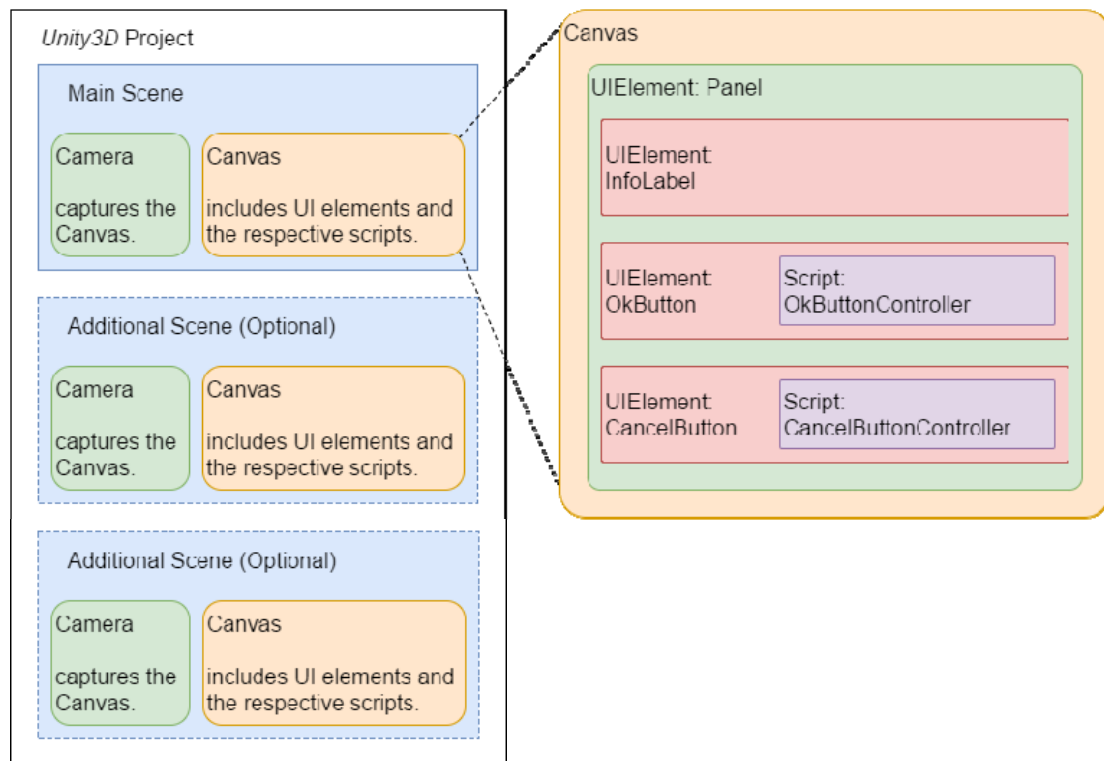 Unity3D Project
Main Scene
Camera
captures the
Canvas.
Canvas
includes UI elements and
the respective scripts.
Additional Scene (Optional)
Camera
captures the
Canvas.
Canvas
includes UI elements and
the respective scripts.
Additional Scene (Optional)
Camera
captures the
Canvas.
Canvas
includes UI elements and
the respective scripts.
Canvas
UIElement: Panel
UIElement:
InfoLabel
UIElement:
OkButton
Script:
OkButtonController
UIElement:
CancelButton
Script:
CancelButtonController